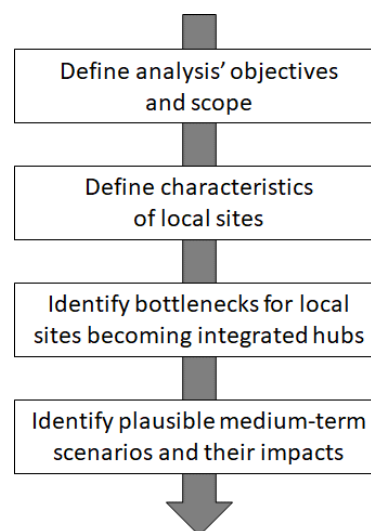 Define analysis’ objectives
and scope
Define characteristics
of local sites
Identify bottlenecks for local
sites becoming integrated hubs
Identify plausible medium-term
scenarios and their impacts